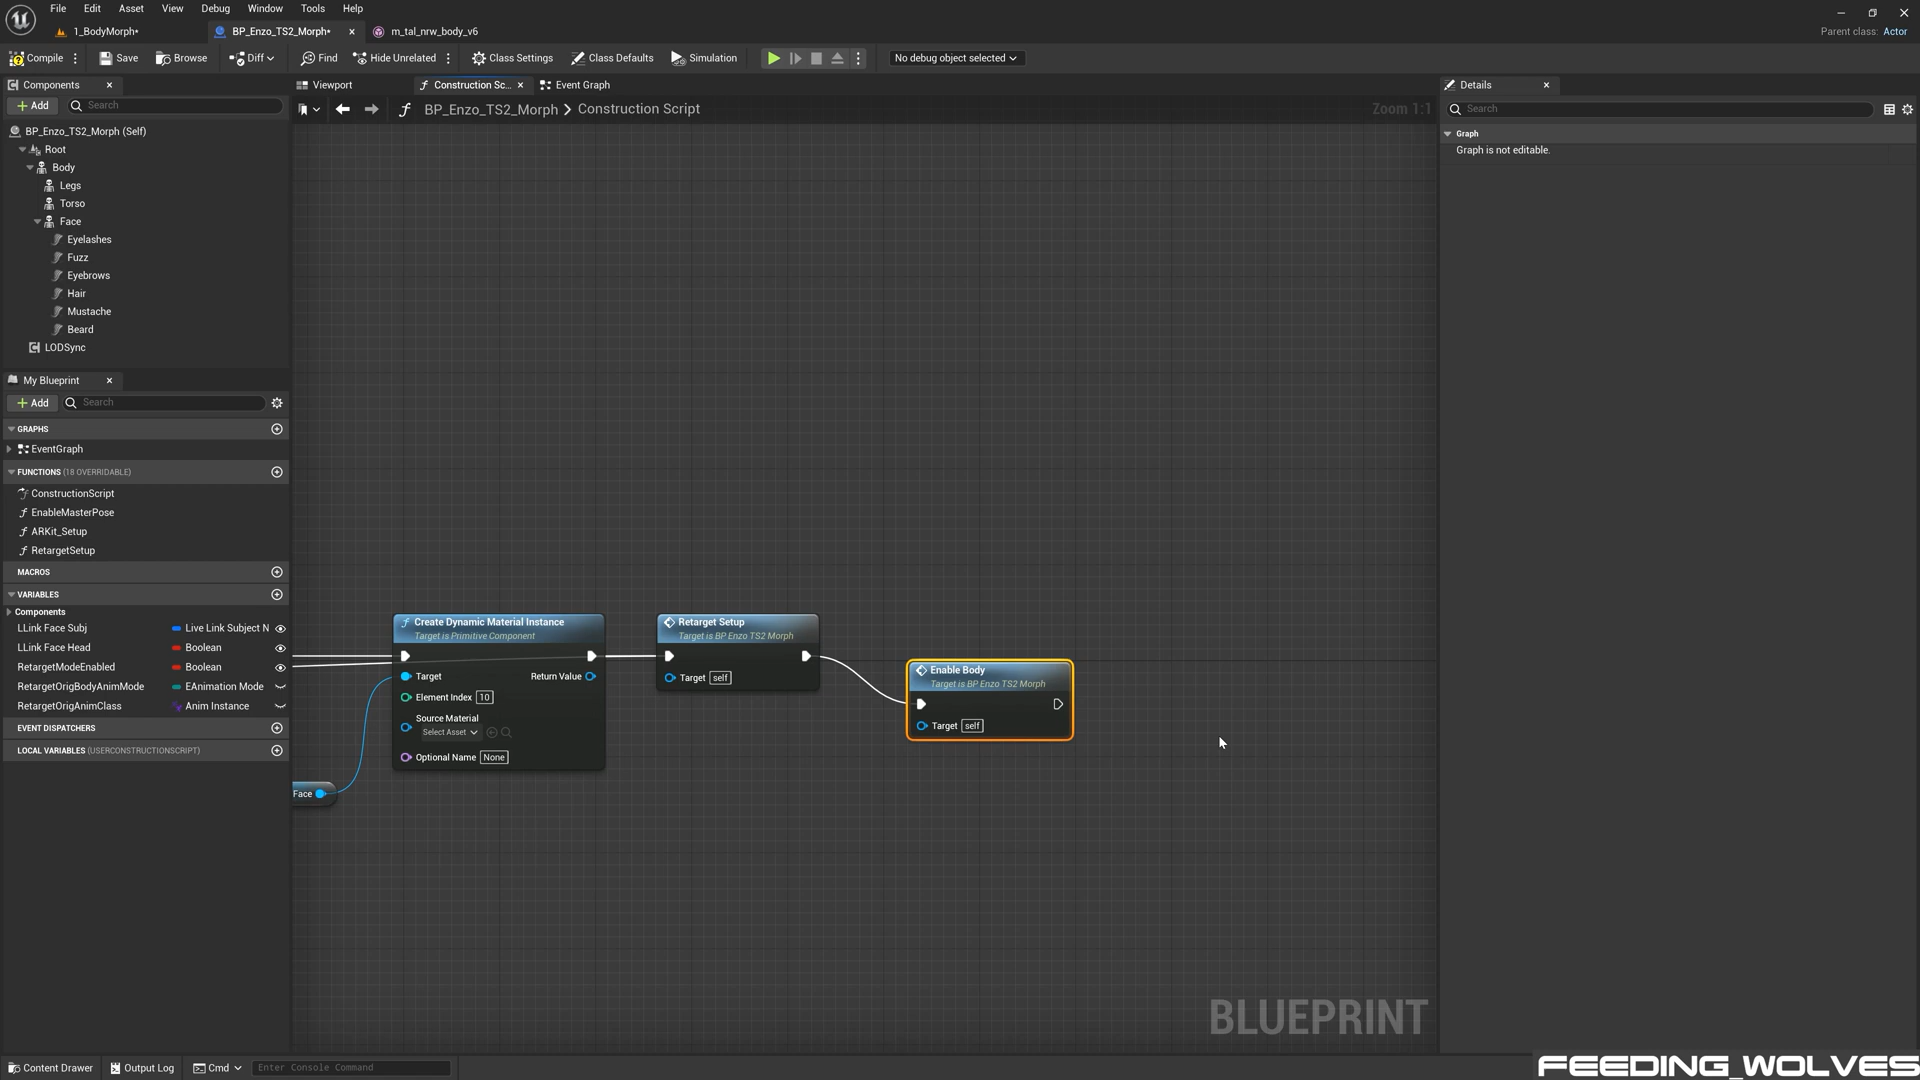 File Edit Asset View Debug Window Tools Help
1_BodyMorph*
BP_Enzo_TS2_Morph*
m_tal_nrw_body_v6
Parent class: Actor
Compile
Save
Browse
Diff
Find
Hide Unrelated
Class Settings
Class Defaults
Simulation
No debug object selected
Components
Add
Search
BP_Enzo_TS2_Morph (Self)
Root
Body
Legs
Torso
Face
Eyelashes
Fuzz
Eyebrows
Hair
Mustache
Beard
LODSync
My Blueprint
Add
Search
GRAPHS
EventGraph
FUNCTIONS (18 OVERRIDABLE)
ConstructionScript
EnableMasterPose
ARKit_Setup
RetargetSetup
MACROS
VARIABLES
Components
LLink Face Subj Live Link Subject N
LLink Face Head Boolean
RetargetModeEnabled Boolean
RetargetOrigBodyAnimMode EAnimation Mode
RetargetOrigAnimClass Anim Instance
EVENT DISPATCHERS
LOCAL VARIABLES (USERCONSTRUCTIONSCRIPT)
Viewport
Construction Sc...
Event Graph
BP_Enzo_TS2_Morph > Construction Script
Zoom 1:1
Create Dynamic Material Instance
Target is Primitive Component
Target Return Value
Element Index 10
Source Material
Select Asset
Optional Name None
Face
Retarget Setup
Target is BP Enzo TS2 Morph
Target self
Enable Body
Target is BP Enzo TS2 Morph
Target self
BLUEPRINT
Details
Search
Graph
Graph is not editable.
Content Drawer
Output Log
Cmd
Enter Console Command
FEEDING_WOLVES